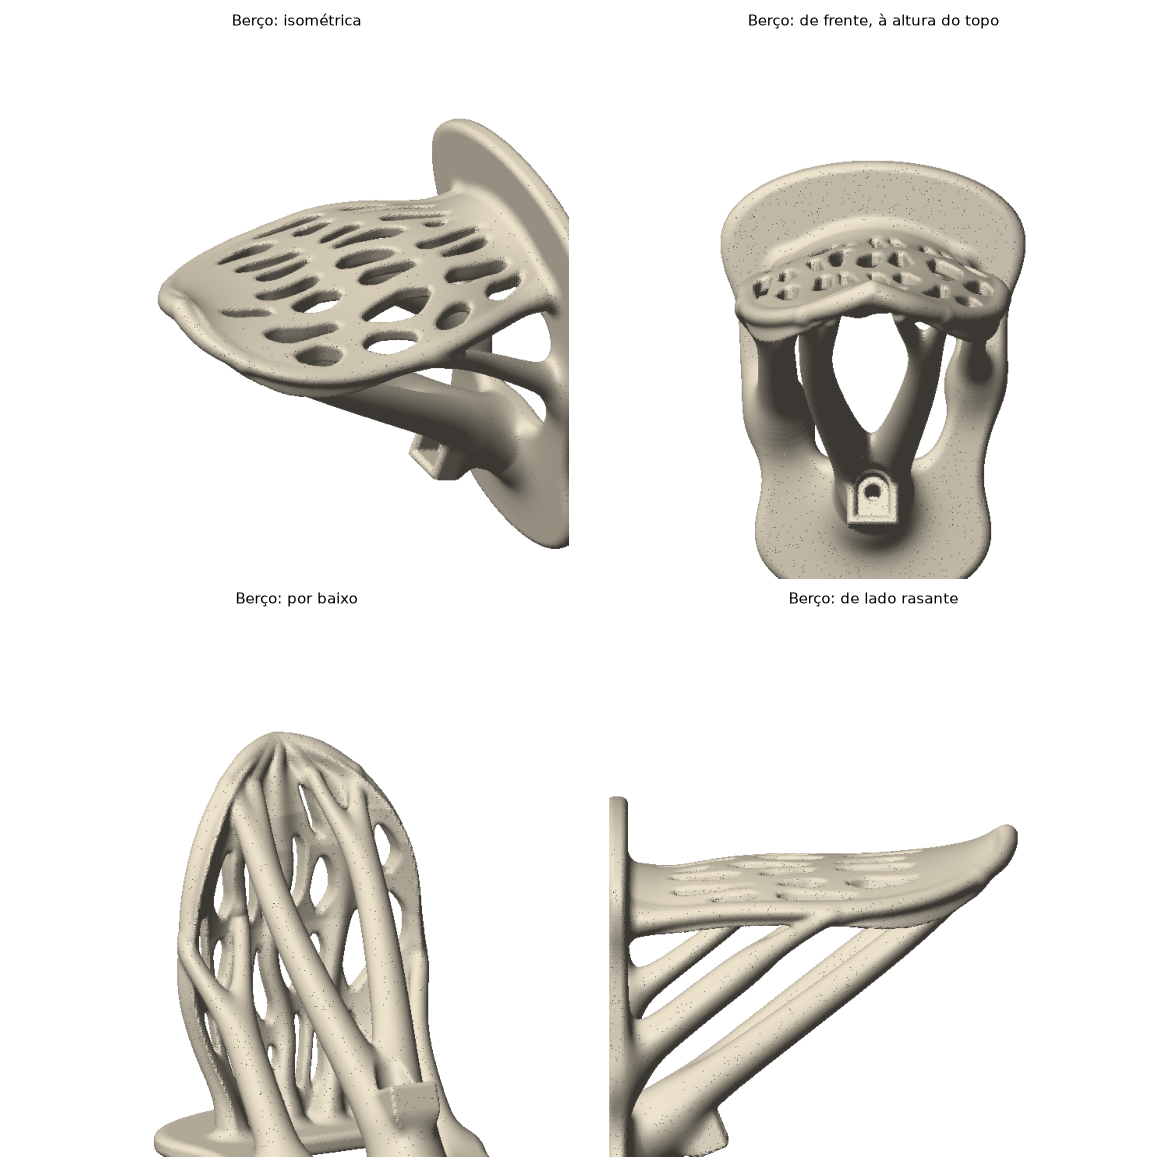 Berço: isométrica
Berço: de frente, à altura do topo
Berço: por baixo
Berço: de lado rasante